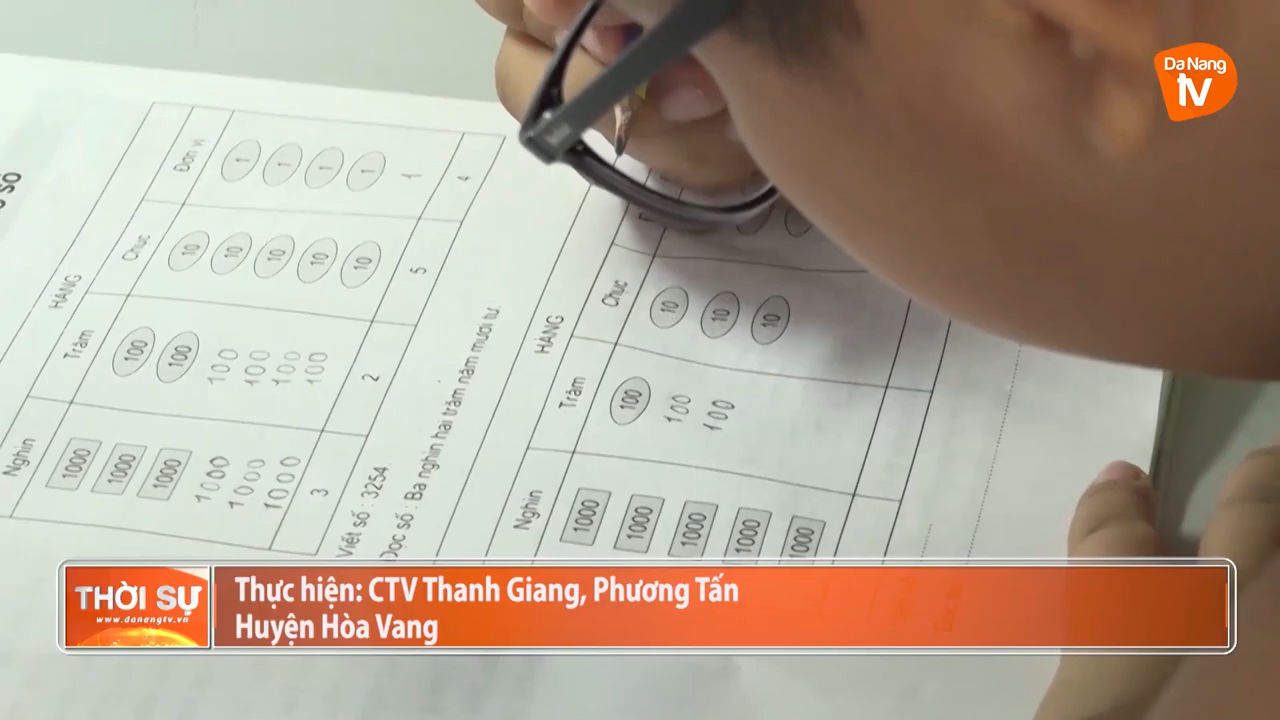 Da Nang
tv
SỐ
HÀNG
Nghìn
Trăm
Chục
Đơn vị
1000
1000
1000
1000
1000
1000
100
100
100
100
100
100
10
10
10
10
10
1
1
1
1
1
3
2
5
4
Viết số : 3254
Đọc số : Ba nghìn hai trăm năm mươi tư.
HÀNG
Nghìn
Trăm
Chục
1000
1000
1000
1000
1000
100
100
100
10
10
10
THỜI SỰ
www.danangtv.vn
Thực hiện: CTV Thanh Giang, Phương Tấn
Huyện Hòa Vang